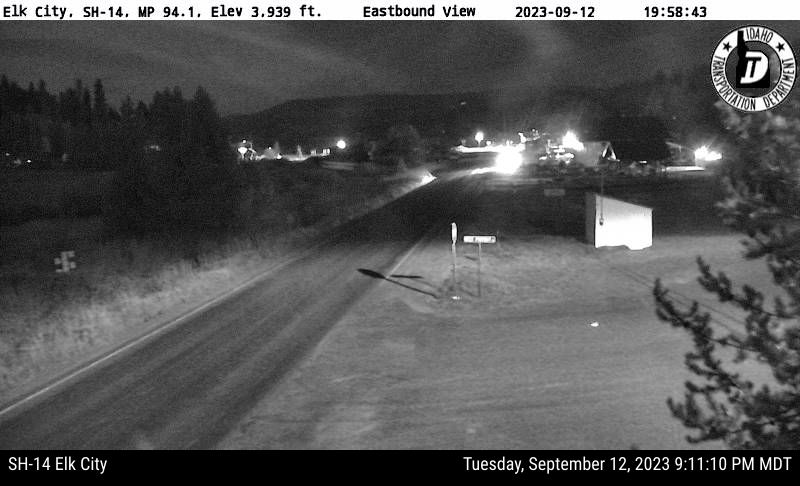 Elk City, SH-14, MP 94.1, Elev 3,939 ft. Eastbound View 2023-09-12 19:58:43
IDAHO
TRANSPORTATION DEPARTMENT
SH-14 Elk City Tuesday, September 12, 2023 9:11:10 PM MDT